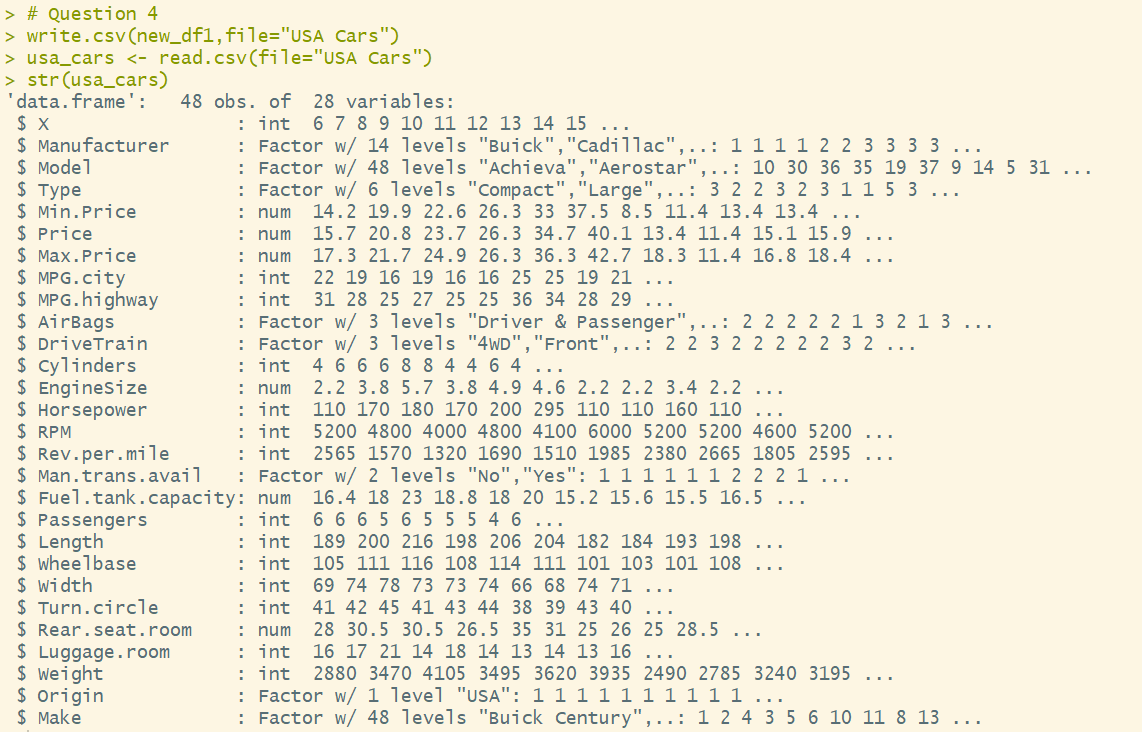 > # Question 4
> write.csv(new_df1,file="USA Cars")
> usa_cars <- read.csv(file="USA Cars")
> str(usa_cars)
'data.frame':   48 obs. of  28 variables:
 $ X                 : int  6 7 8 9 10 11 12 13 14 15 ...
 $ Manufacturer      : Factor w/ 14 levels "Buick","Cadillac",..: 1 1 1 1 2 2 3 3 3 3 ...
 $ Model             : Factor w/ 48 levels "Achieva","Aerostar",..: 10 30 36 35 19 37 9 14 5 31 ...
 $ Type              : Factor w/ 6 levels "Compact","Large",..: 3 2 2 3 2 3 1 1 5 3 ...
 $ Min.Price         : num  14.2 19.9 22.6 26.3 33 37.5 8.5 11.4 13.4 13.4 ...
 $ Price             : num  15.7 20.8 23.7 26.3 34.7 40.1 13.4 11.4 15.1 15.9 ...
 $ Max.Price         : num  17.3 21.7 24.9 26.3 36.3 42.7 18.3 11.4 16.8 18.4 ...
 $ MPG.city          : int  22 19 16 19 16 16 25 25 19 21 ...
 $ MPG.highway       : int  31 28 25 27 25 25 36 34 28 29 ...
 $ AirBags           : Factor w/ 3 levels "Driver & Passenger",..: 2 2 2 2 2 1 3 2 1 3 ...
 $ DriveTrain        : Factor w/ 3 levels "4WD","Front",..: 2 2 3 2 2 2 2 2 3 2 ...
 $ Cylinders         : int  4 6 6 6 8 8 4 4 6 4 ...
 $ EngineSize        : num  2.2 3.8 5.7 3.8 4.9 4.6 2.2 2.2 3.4 2.2 ...
 $ Horsepower        : int  110 170 180 170 200 295 110 110 160 110 ...
 $ RPM               : int  5200 4800 4000 4800 4100 6000 5200 5200 4600 5200 ...
 $ Rev.per.mile      : int  2565 1570 1320 1690 1510 1985 2380 2665 1805 2595 ...
 $ Man.trans.avail   : Factor w/ 2 levels "No","Yes": 1 1 1 1 1 1 2 2 2 1 ...
 $ Fuel.tank.capacity: num  16.4 18 23 18.8 18 20 15.2 15.6 15.5 16.5 ...
 $ Passengers        : int  6 6 6 5 6 5 5 5 4 6 ...
 $ Length            : int  189 200 216 198 206 204 182 184 193 198 ...
 $ Wheelbase         : int  105 111 116 108 114 111 101 103 101 108 ...
 $ Width             : int  69 74 78 73 73 74 66 68 74 71 ...
 $ Turn.circle       : int  41 42 45 41 43 44 38 39 43 40 ...
 $ Rear.seat.room    : num  28 30.5 30.5 26.5 35 31 25 26 25 28.5 ...
 $ Luggage.room      : int  16 17 21 14 18 14 13 14 13 16 ...
 $ Weight            : int  2880 3470 4105 3495 3620 3935 2490 2785 3240 3195 ...
 $ Origin            : Factor w/ 1 level "USA": 1 1 1 1 1 1 1 1 1 1 ...
 $ Make              : Factor w/ 48 levels "Buick Century",..: 1 2 4 3 5 6 10 11 8 13 ...